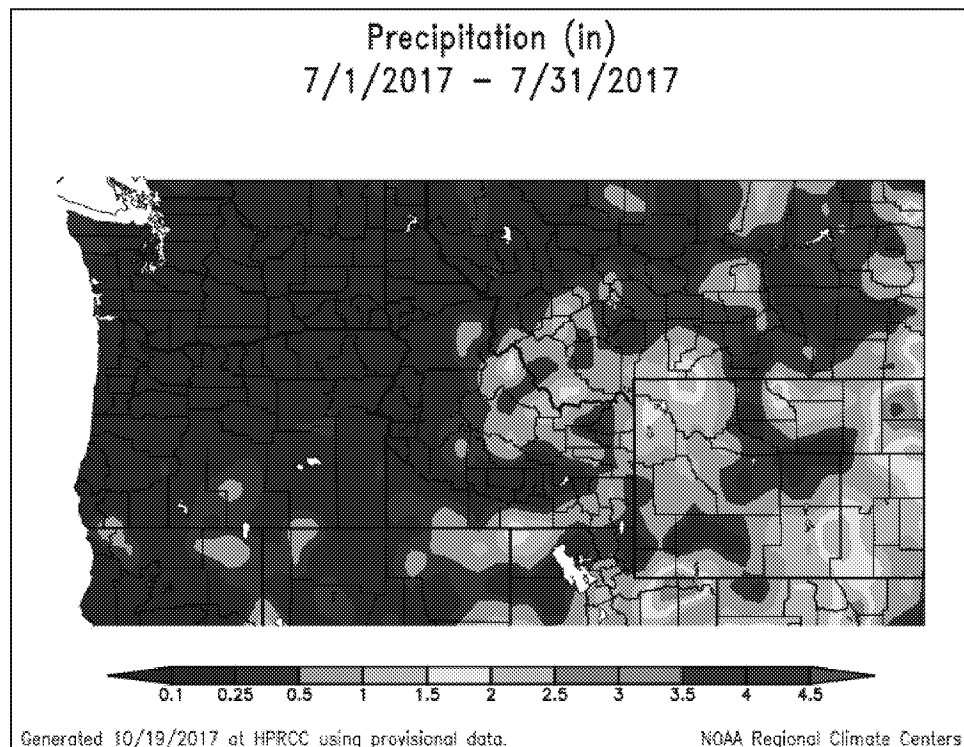 Precipitation (in)
7/1/2017 – 7/31/2017
0.1 0.25 0.5 1 1.5 2 2.5 3 3.5 4 4.5
Generated 10/19/2017 at HPRCC using provisional data. NOAA Regional Climate Centers